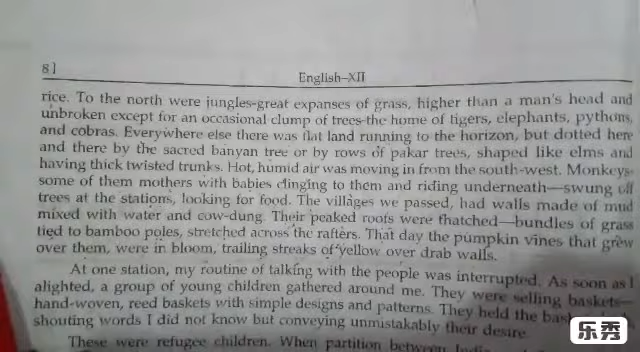 8]
English–XII
rice. To the north were jungles-great expanses of grass, higher than a man's head and
unbroken except for an occasional clump of trees-the home of tigers, elephants, pythons,
and cobras. Everywhere else there was flat land running to the horizon, but dotted here
and there by the sacred banyan tree or by rows of pakar trees, shaped like elms and
having thick twisted trunks. Hot, humid air was moving in from the south-west. Monkeys-
some of them mothers with babies clinging to them and riding underneath—swung off
trees at the stations, looking for food. The villages we passed, had walls made of mud
mixed with water and cow-dung. Their peaked roofs were thatched—bundles of grass
tied to bamboo poles, stretched across the rafters. That day the pumpkin vines that grew
over them, were in bloom, trailing streaks of yellow over drab walls.
At one station, my routine of talking with the people was interrupted. As soon as I
alighted, a group of young children gathered around me. They were selling baskets—
hand-woven, reed baskets with simple designs and patterns. They held the
shouting words I did not know but conveying unmistakably their desire.
These were refugee children. When partition between
乐秀